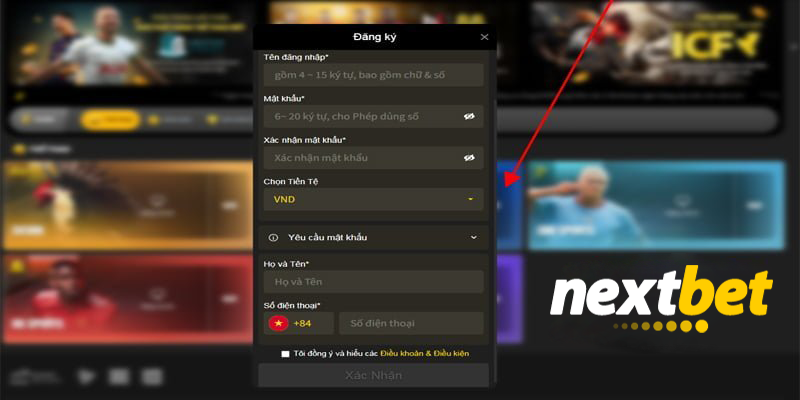 Đăng ký
ICF
Tên đăng nhập*
gồm 4 ~ 15 ký tự, bao gồm chữ & số
Mật khẩu*
6~ 20 ký tự, cho Phép dùng số
Xác nhận mật khẩu*
Xác nhận mật khẩu
Chọn Tiền Tệ
VND
Yêu cầu mật khẩu
Họ và Tên*
Họ và Tên
Số điện thoại*
+84
Số điện thoại
nextbet
Tôi đồng ý và hiểu các Điều khoản & Điều kiện
Xác Nhận